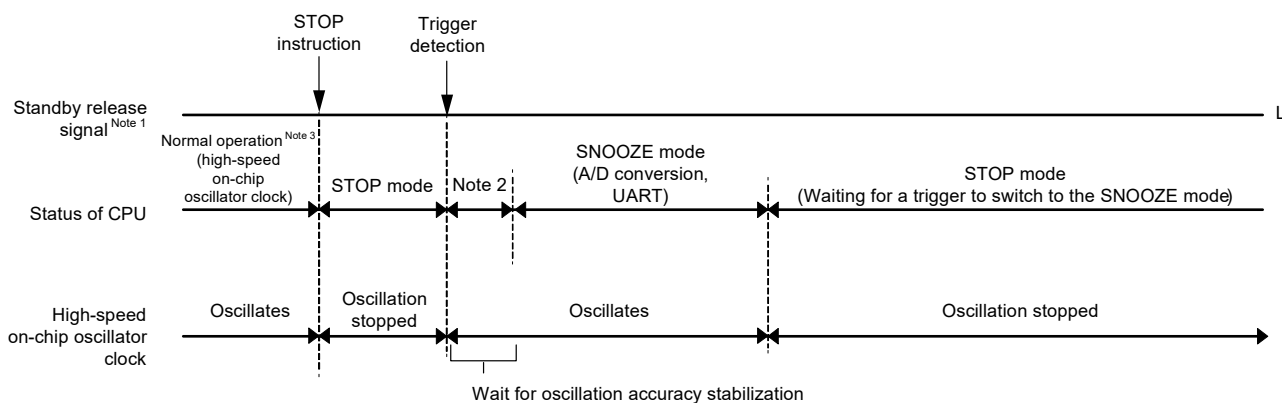 STOP
instruction
Trigger
detection
Standby release
signal Note 1
L
Normal operation Note 3
(high-speed
on-chip
oscillator clock)
STOP mode
Note 2
SNOOZE mode
(A/D conversion,
UART)
STOP mode
(Waiting for a trigger to switch to the SNOOZE mode)
Status of CPU
High-speed
on-chip oscillator
clock
Oscillates
Oscillation
stopped
Oscillates
Oscillation stopped
Wait for oscillation accuracy stabilization